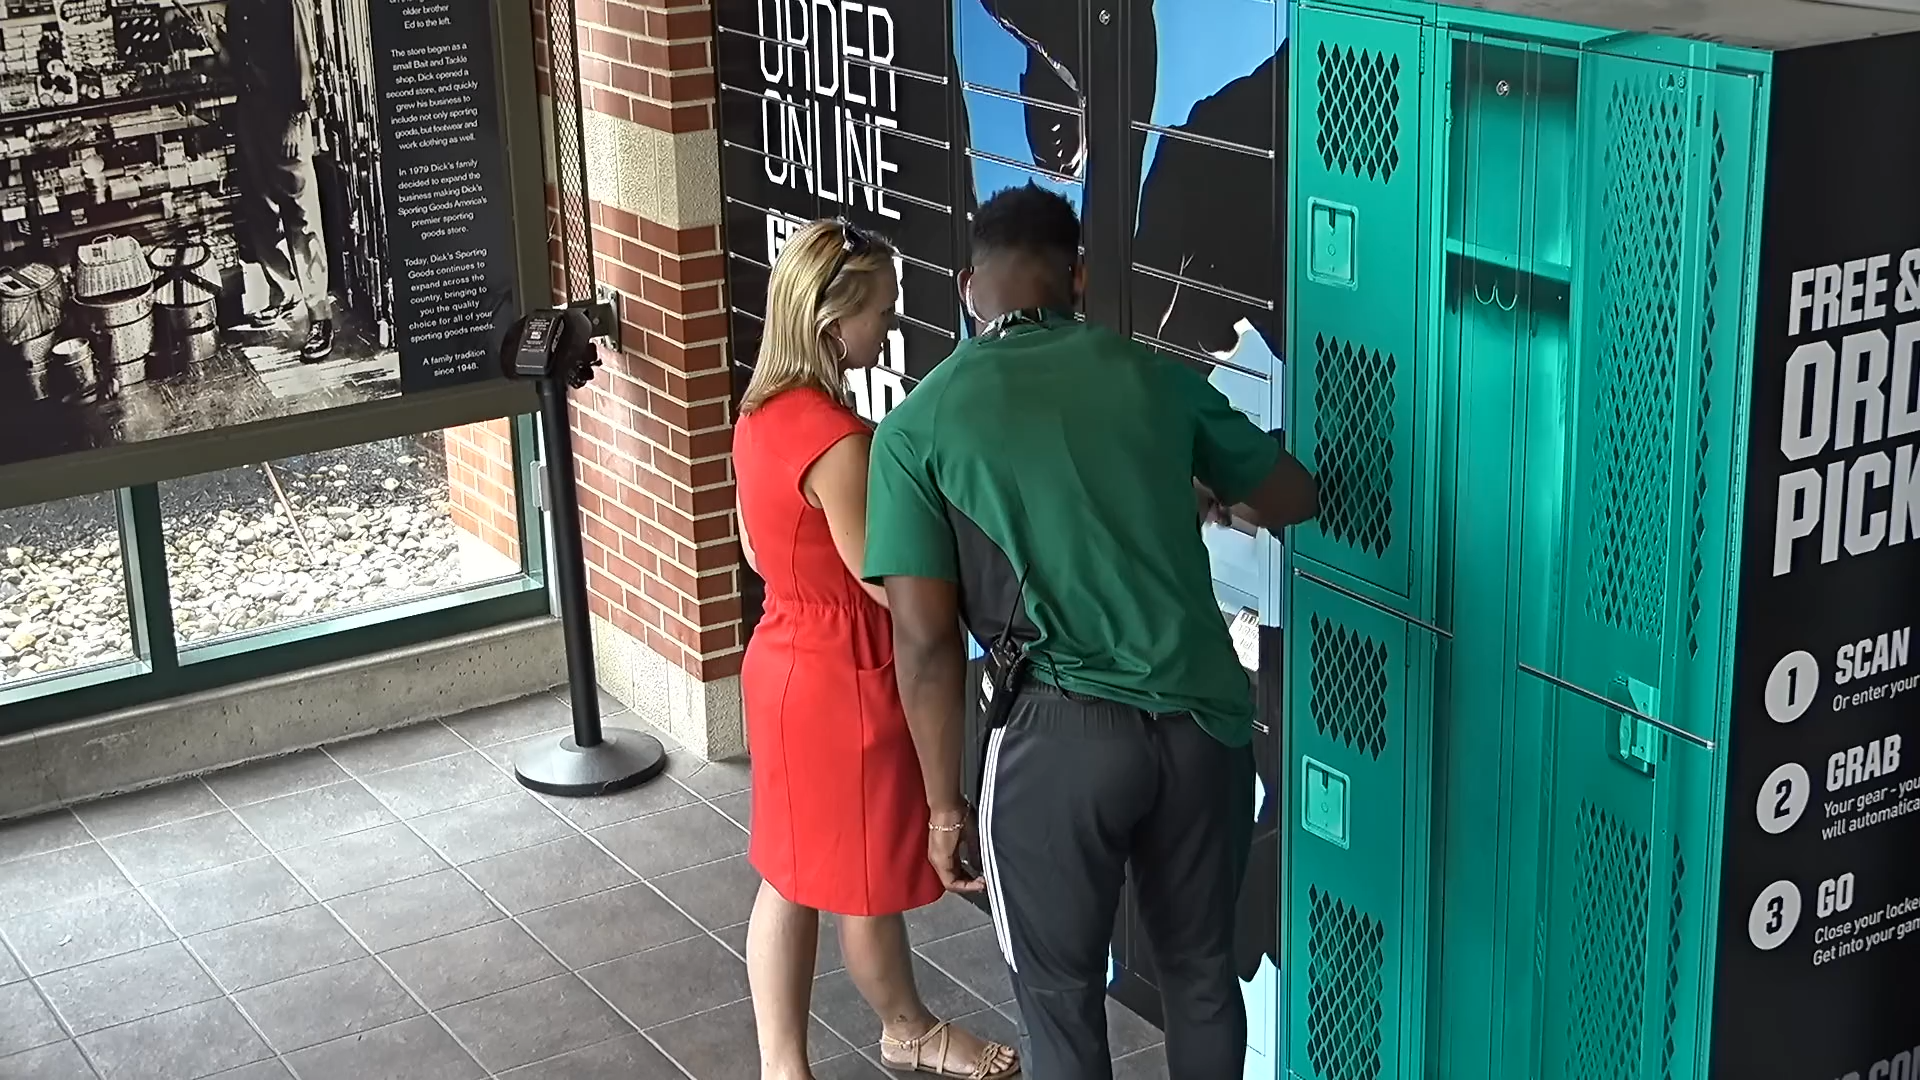 older brother
Ed to the left.
The store began as a
small Bait and Tackle
shop, Dick opened a
second store, and quickly
grew his business to
include not only sporting
goods, but footwear and
work clothing as well.
In 1979 Dick's family
decided to expand the
business making Dick's
Sporting Goods America's
premier sporting
goods store.
Today, Dick's Sporting
Goods continues to
expand across the
country, bringing to
you the quality
choice for all of your
sporting goods needs.
A family tradition
since 1948.
ORDER
ONLINE
FREE &
ORD
PICK
1 SCAN
Or enter your
2 GRAB
Your gear - you
will automatica
3 GO
Close your locke
Get into your gam